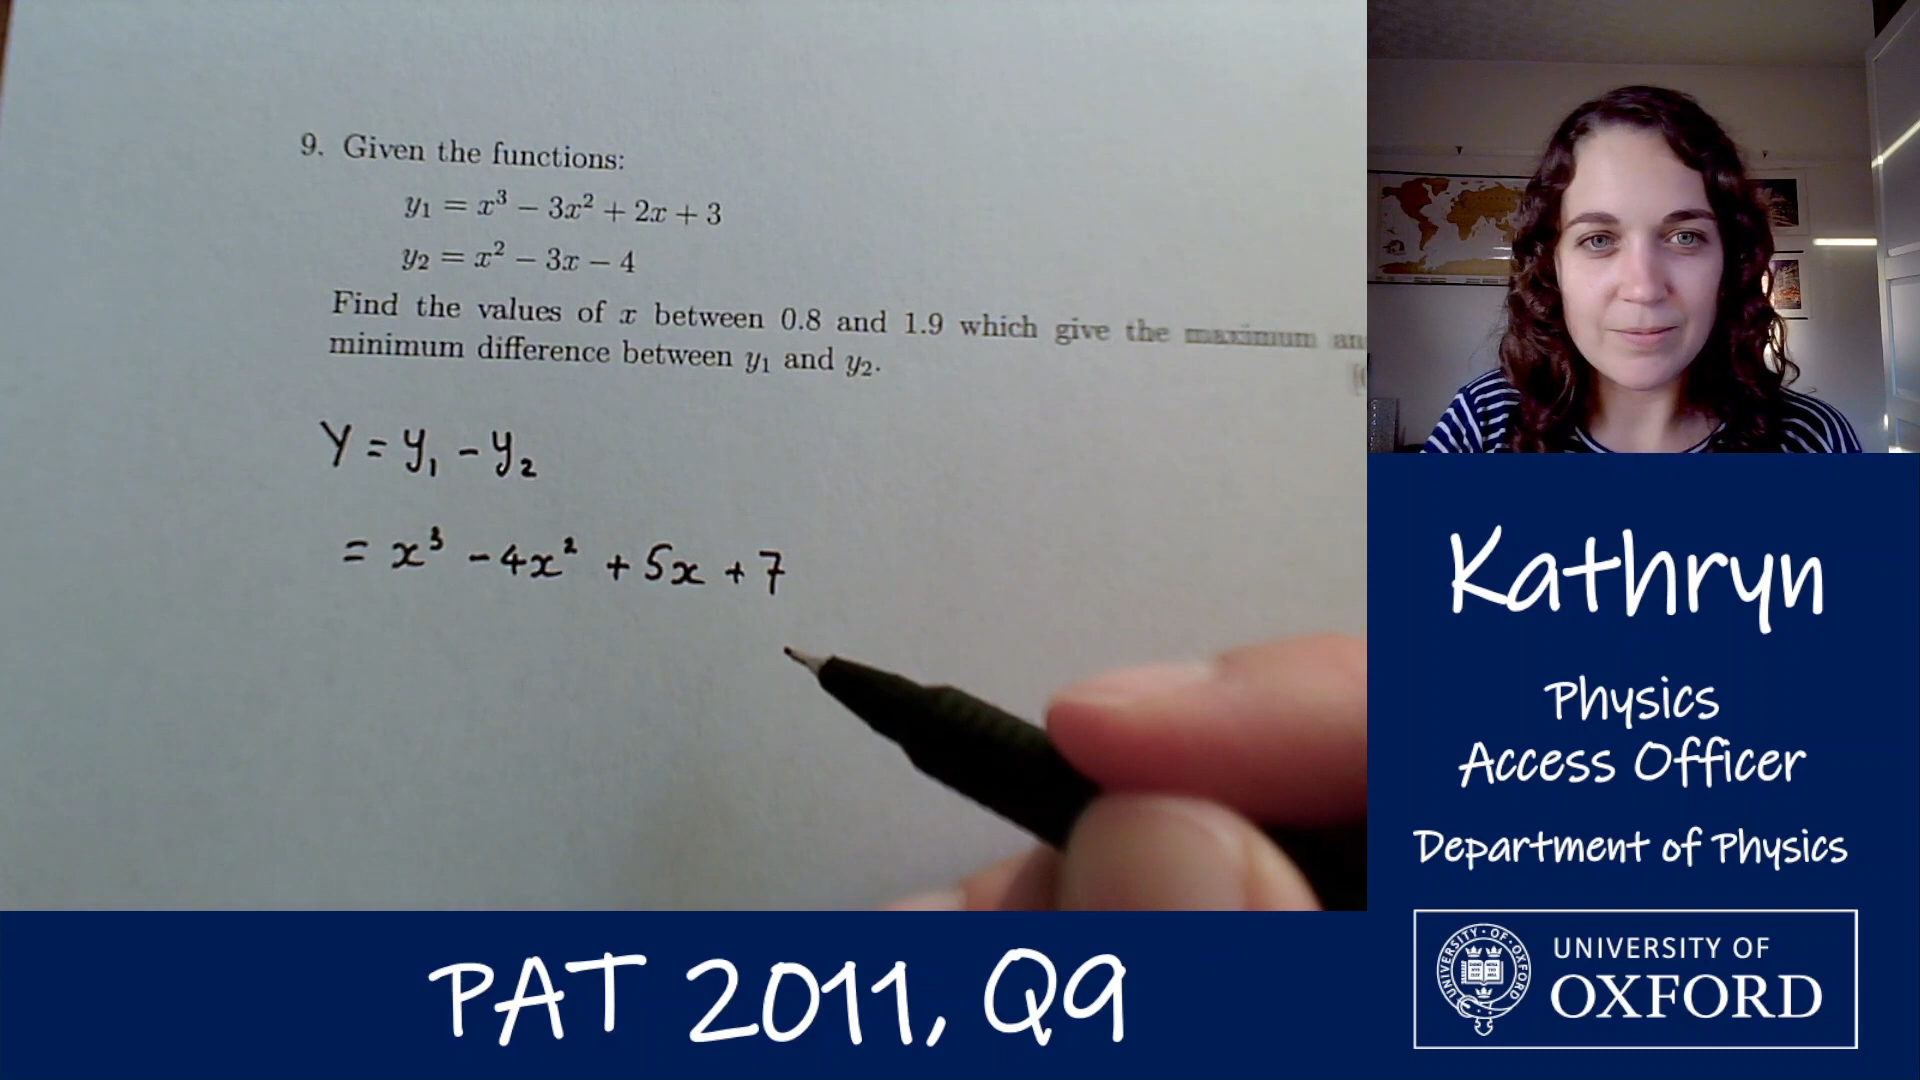 9. Given the functions:
y₁ = x³ − 3x² + 2x + 3
y₂ = x² − 3x − 4
Find the values of x between 0.8 and 1.9 which give the maximum
minimum difference between y₁ and y₂.
Y = y₁ − y₂
= x³ − 4x² + 5x + 7
Kathryn
Physics
Access Officer
Department of Physics
UNIVERSITY OF
OXFORD
PAT 2011, Q9